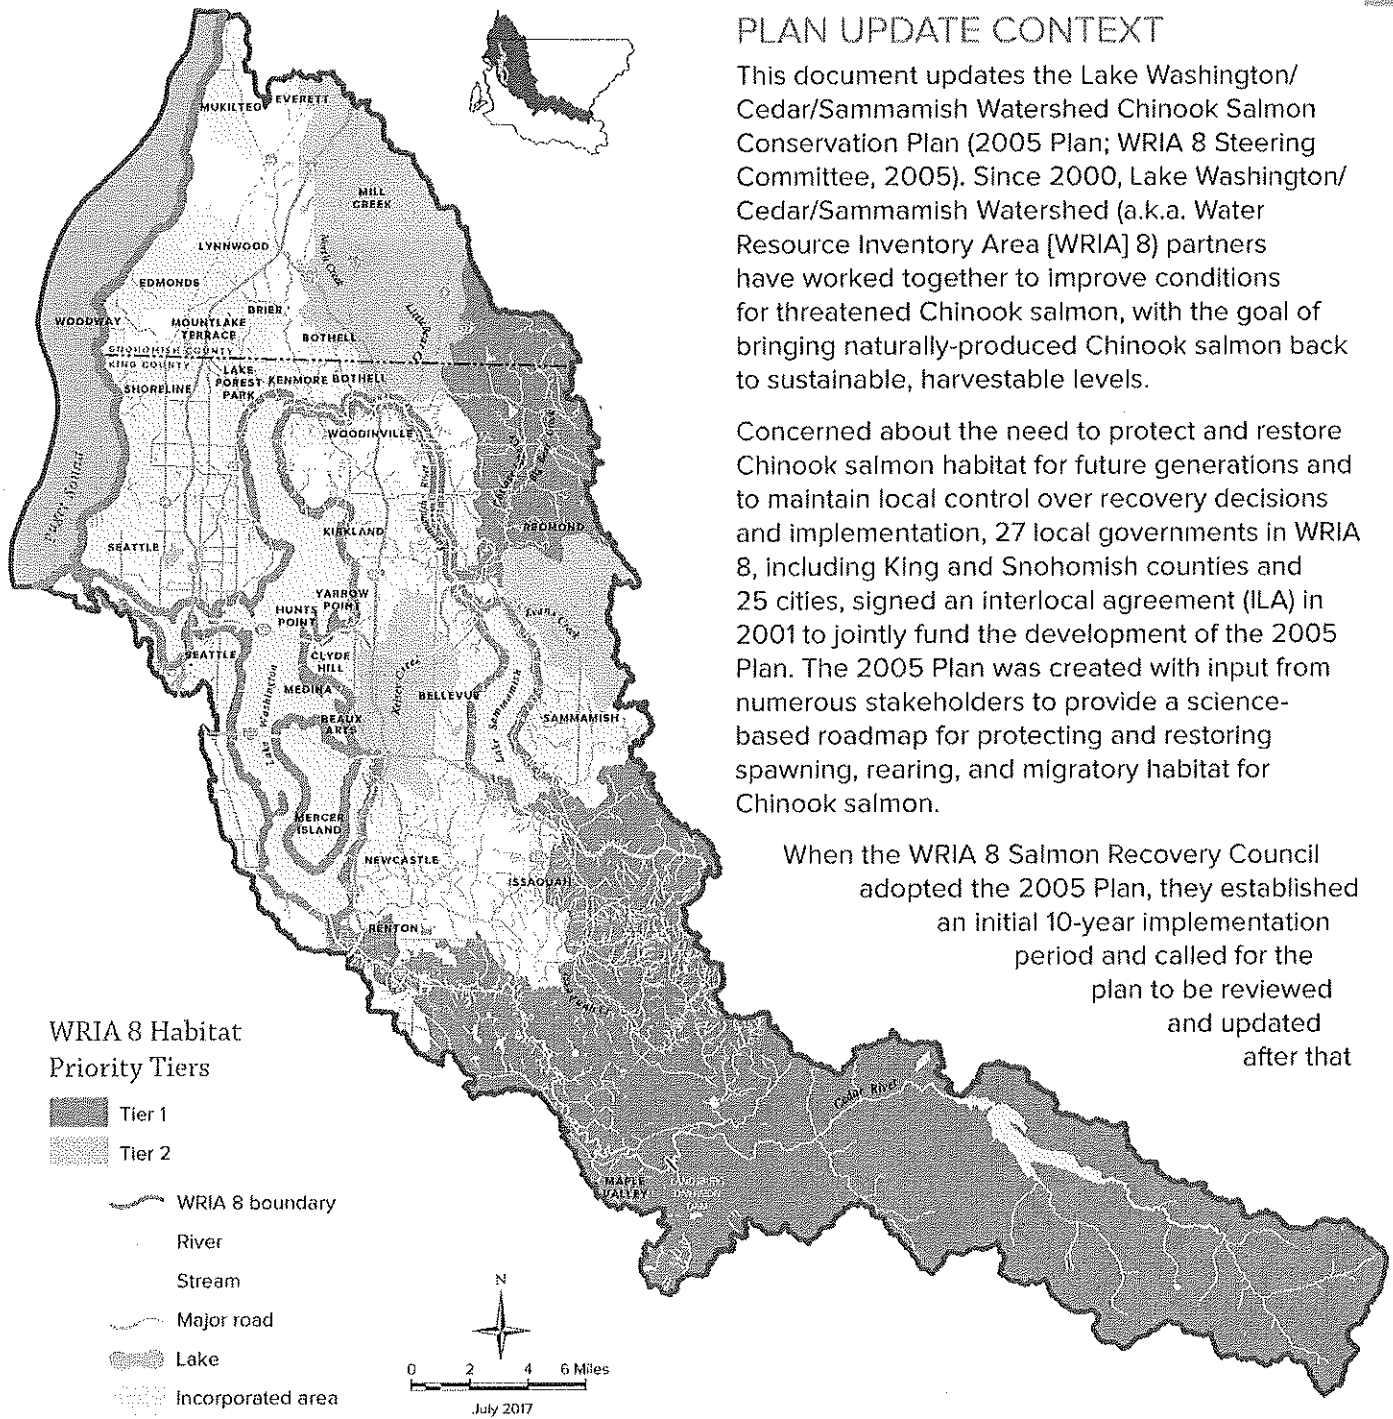 PLAN UPDATE CONTEXT
This document updates the Lake Washington/
Cedar/Sammamish Watershed Chinook Salmon
Conservation Plan (2005 Plan; WRIA 8 Steering
Committee, 2005). Since 2000, Lake Washington/
Cedar/Sammamish Watershed (a.k.a. Water
Resource Inventory Area [WRIA] 8) partners
have worked together to improve conditions
for threatened Chinook salmon, with the goal of
bringing naturally-produced Chinook salmon back
to sustainable, harvestable levels.
Concerned about the need to protect and restore
Chinook salmon habitat for future generations and
to maintain local control over recovery decisions
and implementation, 27 local governments in WRIA
8, including King and Snohomish counties and
25 cities, signed an interlocal agreement (ILA) in
2001 to jointly fund the development of the 2005
Plan. The 2005 Plan was created with input from
numerous stakeholders to provide a science-
based roadmap for protecting and restoring
spawning, rearing, and migratory habitat for
Chinook salmon.
When the WRIA 8 Salmon Recovery Council
adopted the 2005 Plan, they established
an initial 10-year implementation
period and called for the
plan to be reviewed
and updated
after that
MUKILTEO
EVERETT
MILL
CREEK
LYNNWOOD
North Creek
EDMONDS
BRIER
Little
WOODWAY
MOUNTLAKE
TERRACE
BOTHELL
SNOHOMISH COUNTY
KING COUNTY
LAKE
FOREST
PARK
KENMORE
BOTHELL
SHORELINE
WOODINVILLE
Puget Sound
KIRKLAND
REDMOND
SEATTLE
YARROW
POINT
HUNTS
POINT
Evans Creek
SEATTLE
CLYDE
HILL
Kelsey Creek
MEDINA
BELLEVUE
Lake Washington
Lake Sammamish
BEAUX
ARTS
SAMMAMISH
MERCER
ISLAND
NEWCASTLE
ISSAQUAH
RENTON
Cedar River
MAPLE
VALLEY
WRIA 8 Habitat
Priority Tiers
Tier 1
Tier 2
WRIA 8 boundary
River
Stream
Major road
Lake
Incorporated area
N
0 2 4 6 Miles
July 2017